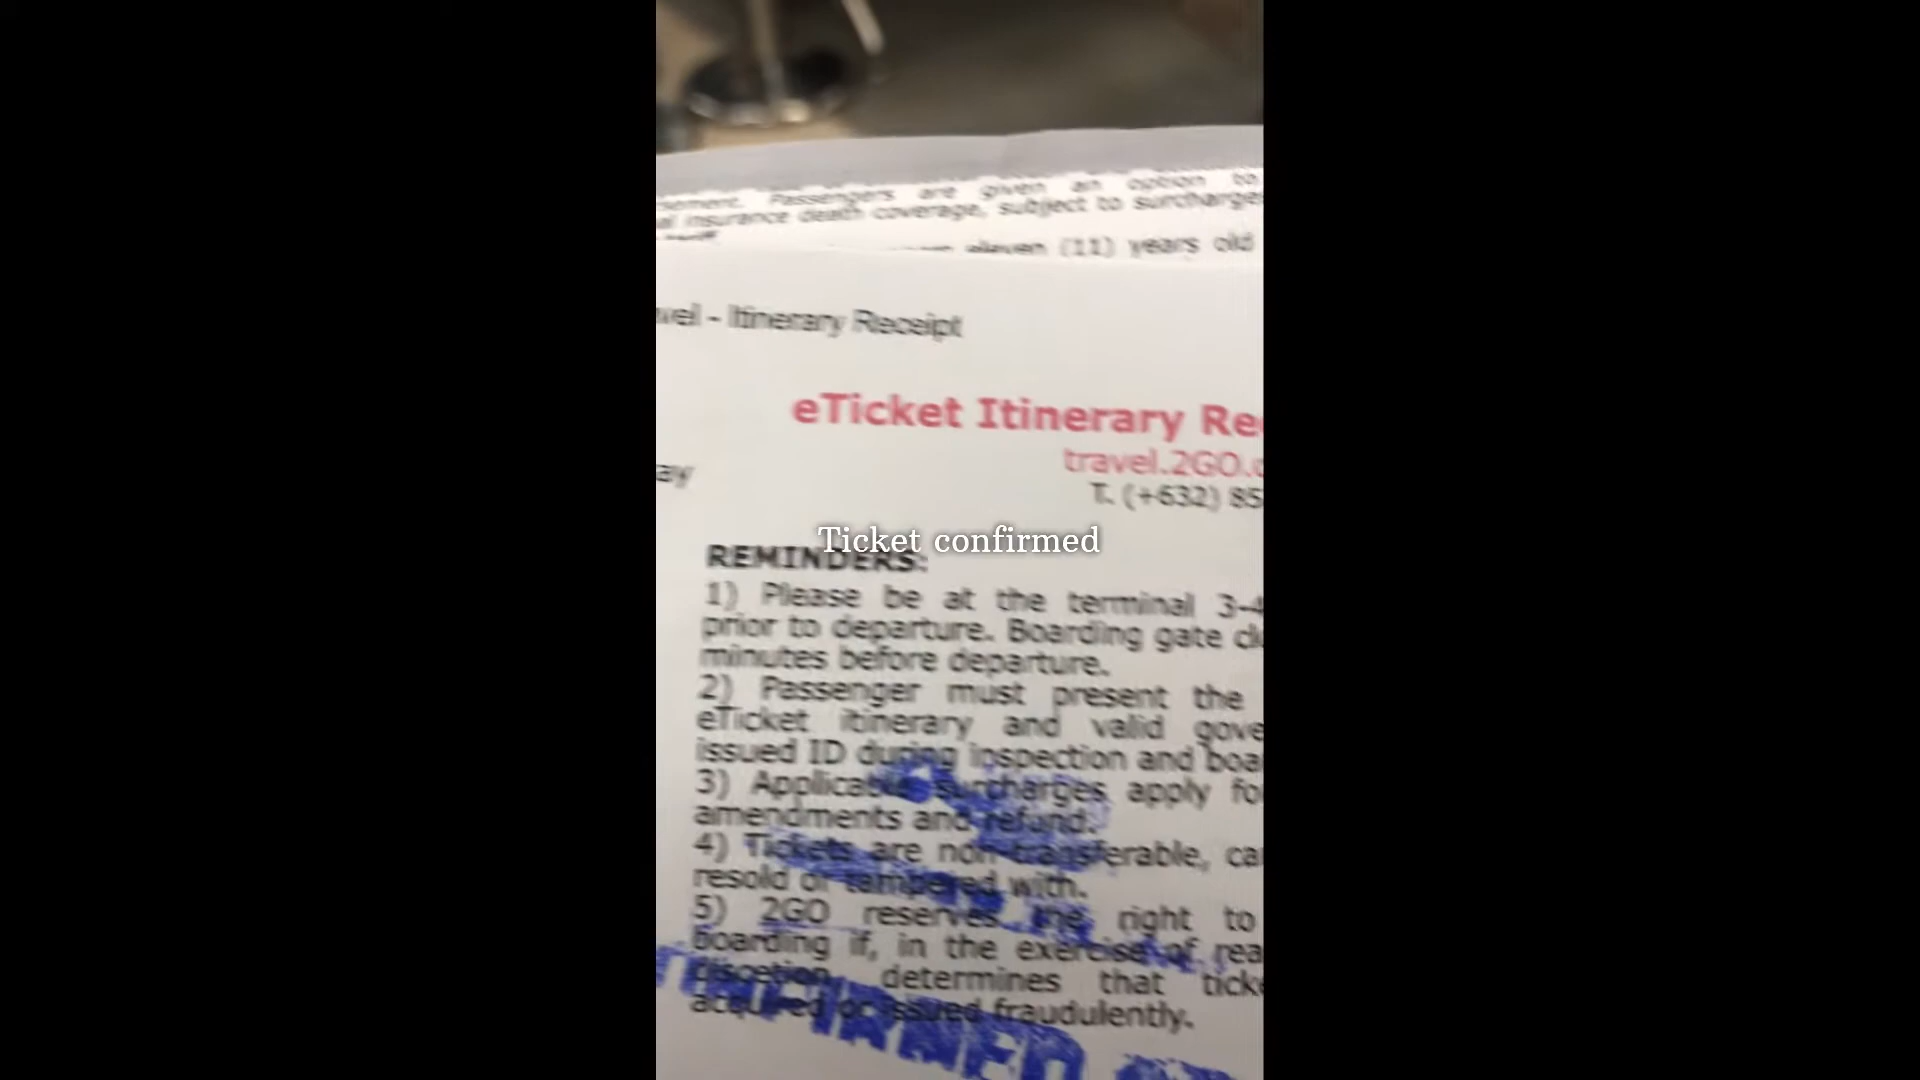 Passengers are given an option to
insurance death coverage, subject to
eleven (11) years old
- Itinerary Receipt
eTicket Itinerary
travel.2GO.
T. (+632) 85
Ticket confirmed
REMINDERS:
1) Please be at the terminal 3-4
prior to departure. Boarding gate
minutes before departure.
2) Passenger must present the
eTicket itinerary and valid
issued ID during inspection and
3) Applicable surcharges apply
amendments and refund.
4) Tickets are non-transferable,
resold or tampered with.
5) 2GO reserves the right to
boarding if, in the exercise of
discetion, determines that
acquired or issued fraudulently.